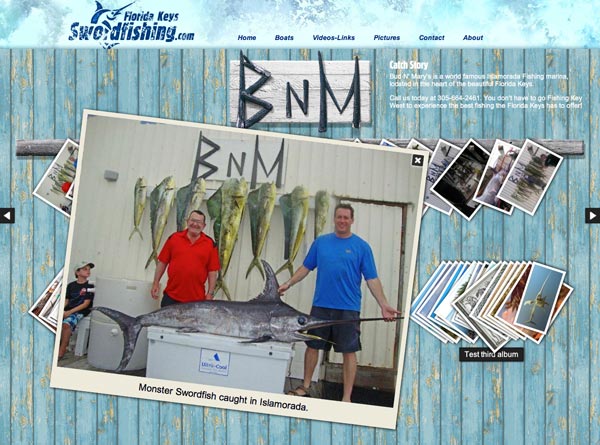 Florida Keys
Swordfishing.com
Home Boats Videos-Links Pictures Contact About
BNM
Catch Story
Bud N' Mary's is a world famous Islamorada Fishing marina,
located in the heart of the beautiful Florida Keys
Call us today at 305-664-2461. You don't have to go Fishing Key
West to experience the best fishing the Florida Keys has to offer!
BNM
Ultra-Cool
Monster Swordfish caught in Islamorada.
Test third album